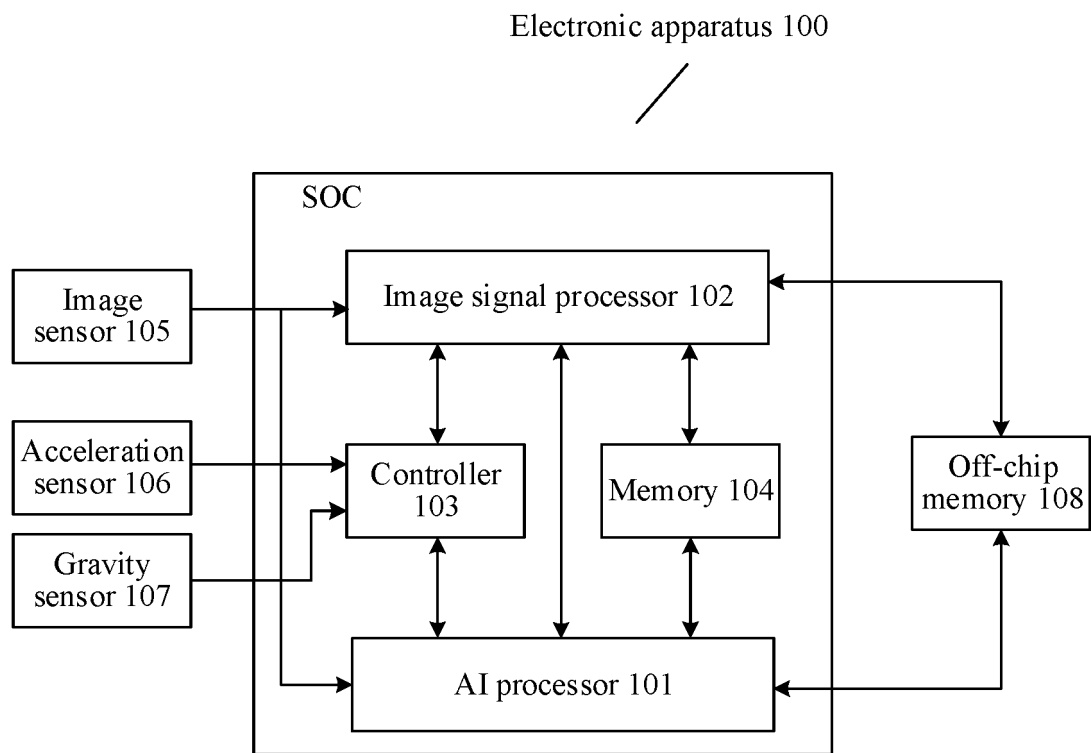 Electronic apparatus 100
SOC
Image
sensor 105
Image signal processor 102
Acceleration
sensor 106
Controller
103
Memory 104
Off-chip
memory 108
Gravity
sensor 107
AI processor 101